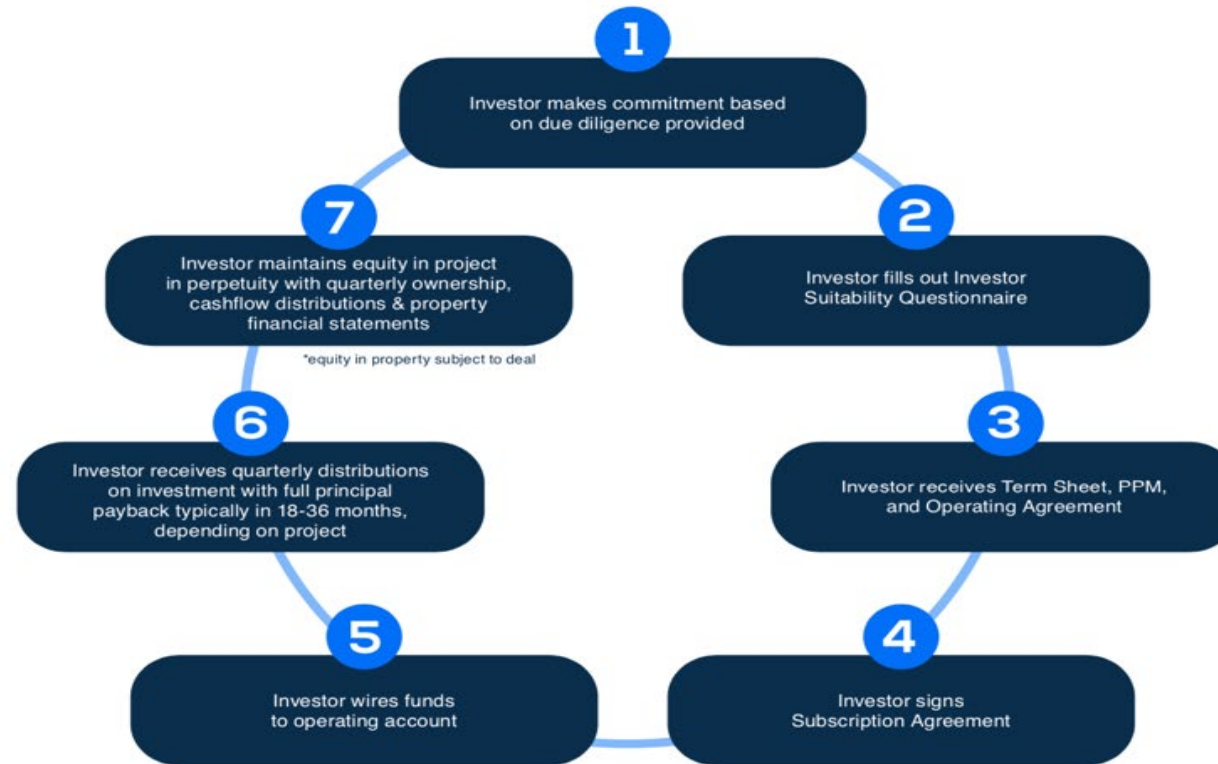 1
Investor makes commitment based
on due diligence provided
2
Investor fills out Investor
Suitability Questionnaire
3
Investor receives Term Sheet, PPM,
and Operating Agreement
4
Investor signs
Subscription Agreement
5
Investor wires funds
to operating account
6
Investor receives quarterly distributions
on investment with full principal
payback typically in 18-36 months,
depending on project
7
Investor maintains equity in project
in perpetuity with quarterly ownership,
cashflow distributions & property
financial statements
*equity in property subject to deal